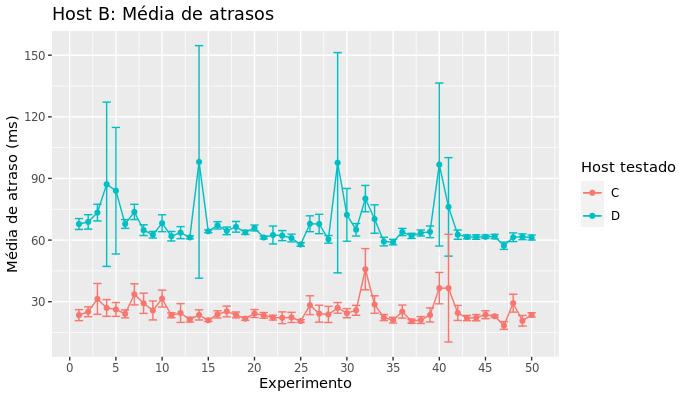 Host B: Média de atrasos
Média de atraso (ms)
150
120
90
60
30
0 5 10 15 20 25 30 35 40 45 50
Experimento
Host testado
C
D